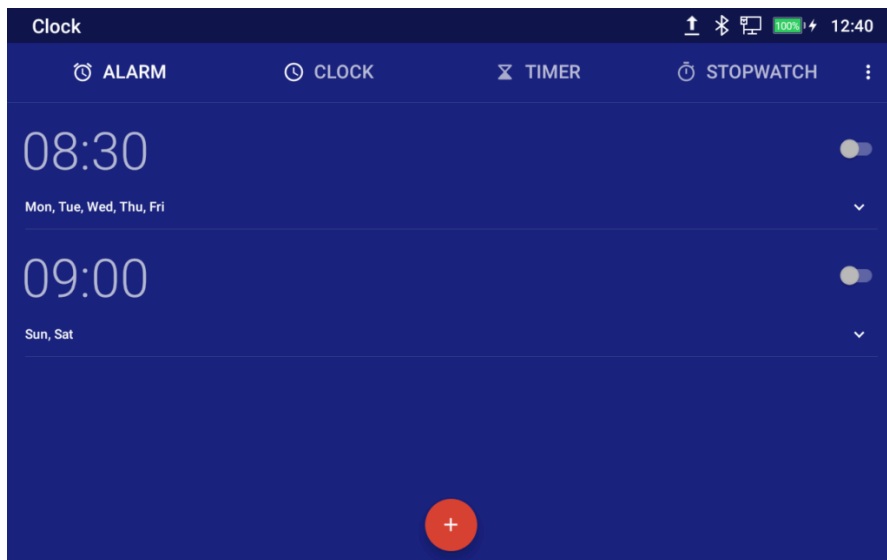 Clock 100% 12:40
ALARM CLOCK TIMER STOPWATCH
08:30
Mon, Tue, Wed, Thu, Fri
09:00
Sun, Sat
+